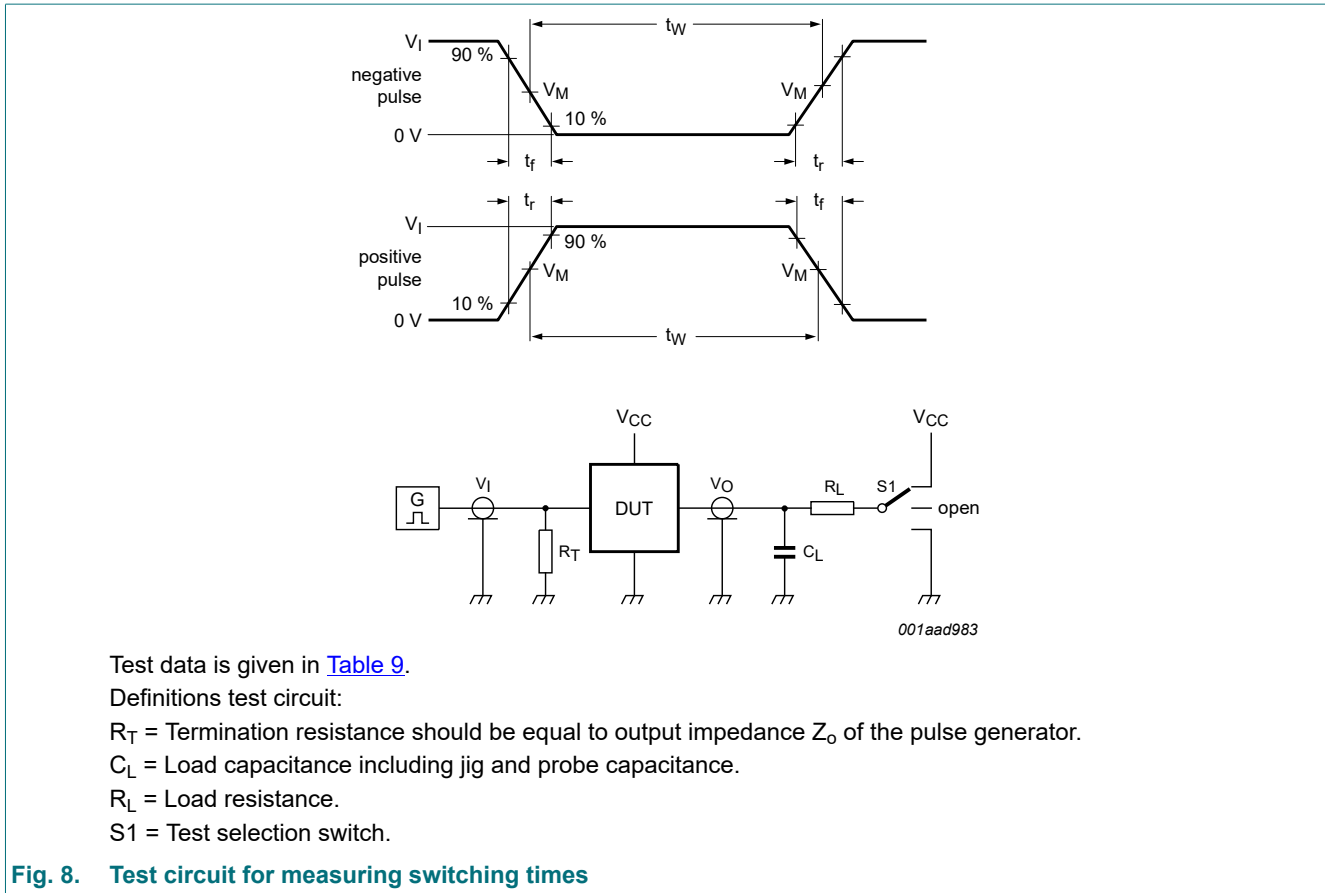 tW
VI
90 %
negative
pulse
VM
VM
10 %
0 V
tf
tr
tr
tf
VI
90 %
positive
pulse
VM
VM
10 %
0 V
tW
VCC
VCC
G
VI
DUT
VO
RL
S1
open
RT
CL
001aad983
Test data is given in Table 9.
Definitions test circuit:
RT = Termination resistance should be equal to output impedance Zo of the pulse generator.
CL = Load capacitance including jig and probe capacitance.
RL = Load resistance.
S1 = Test selection switch.
Fig. 8. Test circuit for measuring switching times